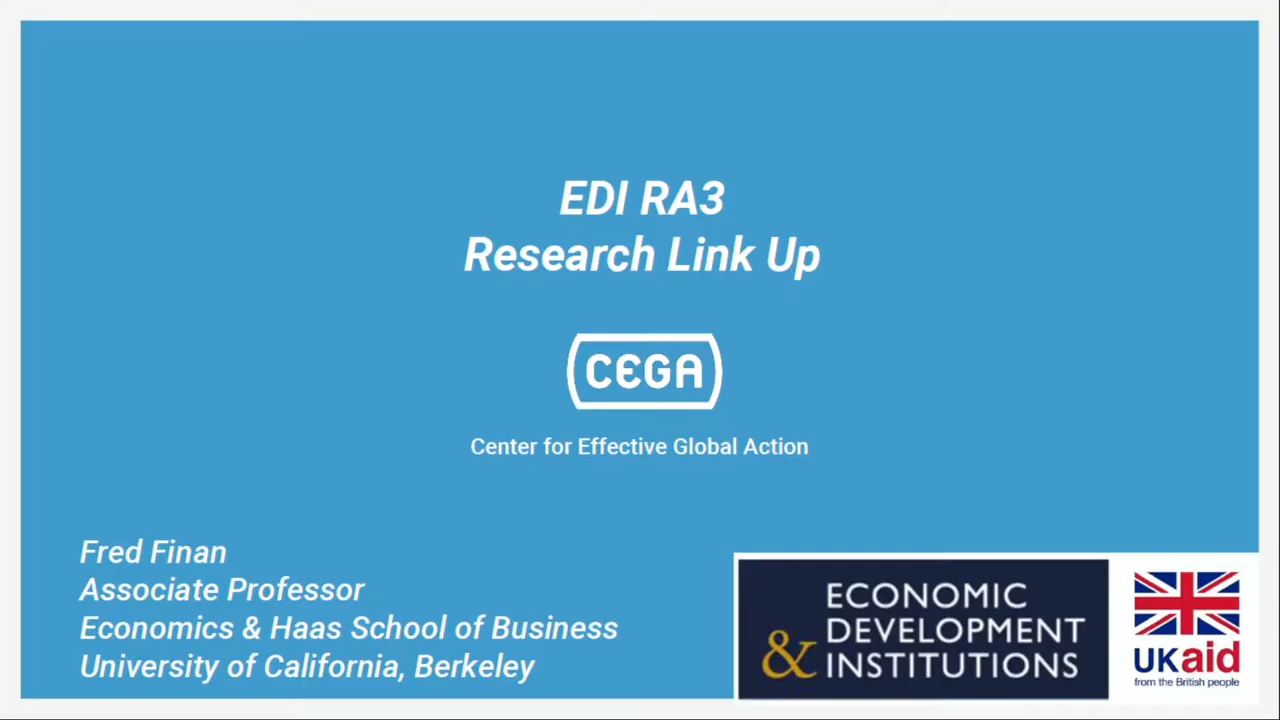 EDI RA3
Research Link Up
CEGA
Center for Effective Global Action
Fred Finan
Associate Professor
Economics & Haas School of Business
University of California, Berkeley
ECONOMIC
DEVELOPMENT
& INSTITUTIONS
UKaid
from the British people